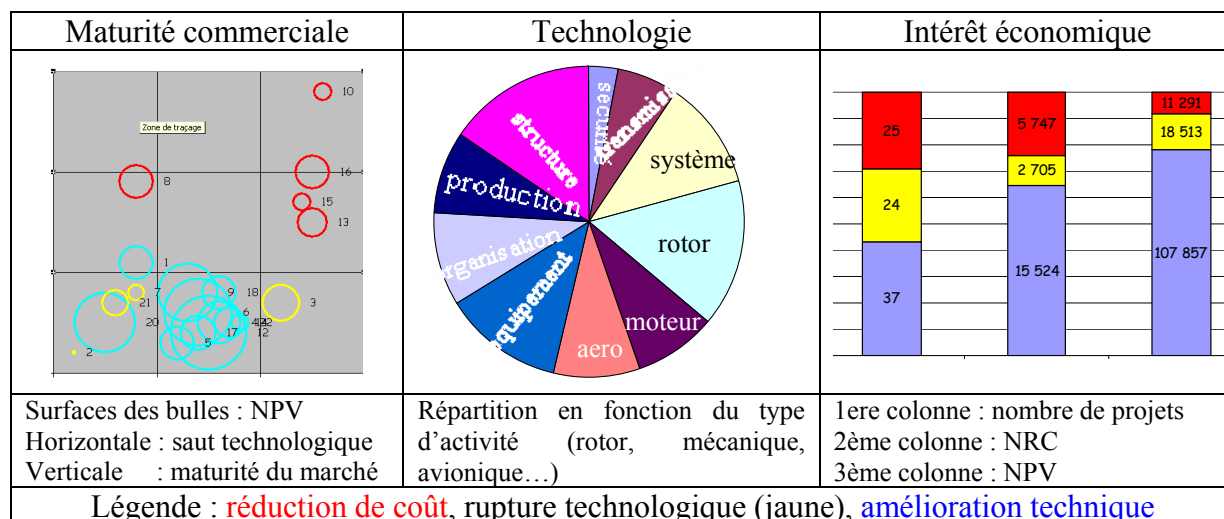 Maturité commerciale
Technologie
Intérêt économique
Zone de traçage
10
16
8
15
13
1
7
9
18
21
3
6
20
17
12
5
2
sécurité
transmiss
système
rotor
moteur
aero
équipement
organisation
production
structure
25
24
37
5 747
2 705
15 524
11 291
18 513
107 857
Surfaces des bulles : NPV
Horizontale : saut technologique
Verticale : maturité du marché
Répartition en fonction du type
d’activité (rotor, mécanique,
avionique…)
1ere colonne : nombre de projets
2ème colonne : NRC
3ème colonne : NPV
Légende : réduction de coût, rupture technologique (jaune), amélioration technique